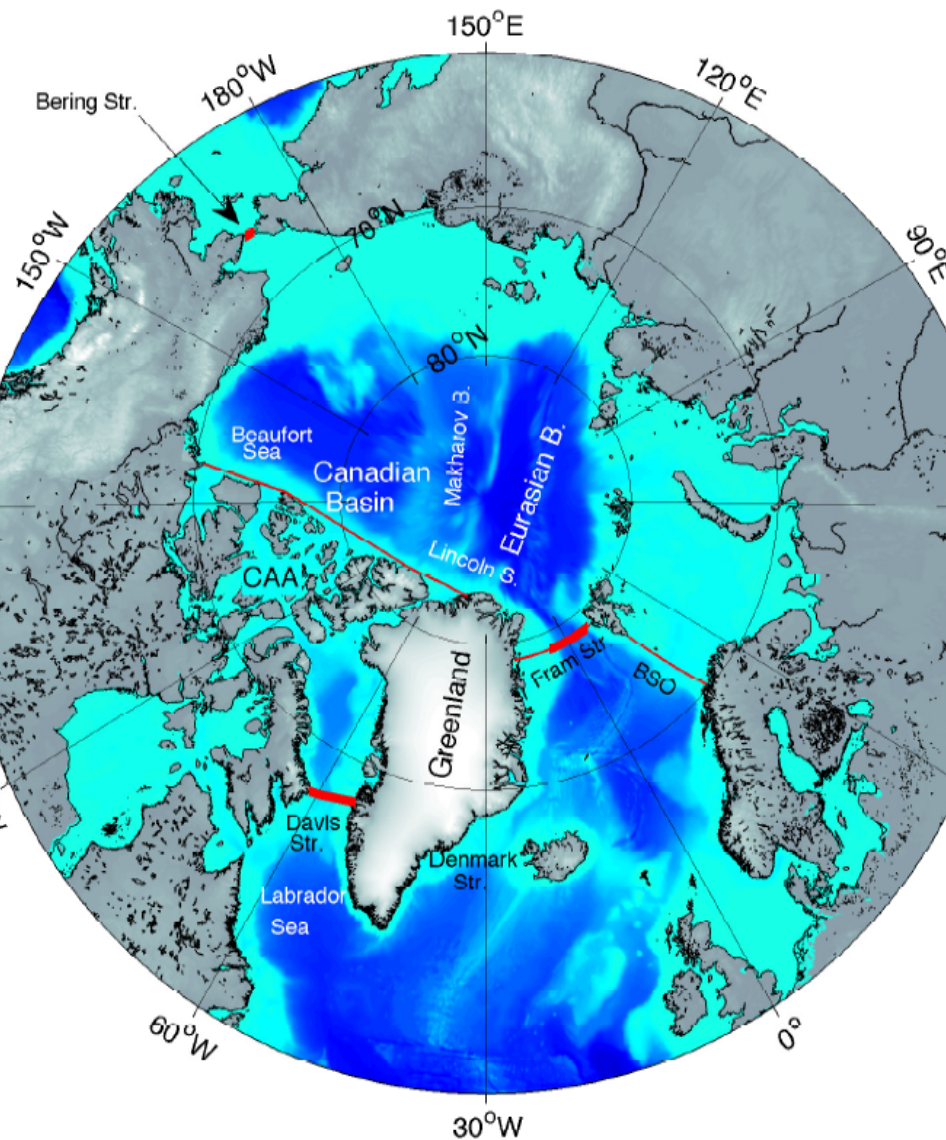 150°E
180°W
120°E
Bering Str.
150°W
70°N
90°E
80°N
Makharov B.
Eurasian B.
Beaufort
Sea
Canadian
Basin
Lincoln S.
CAA
Fram Str
BSO
Greenland
Davis
Str.
Denmark
Str.
Labrador
Sea
60°W
0°
30°W